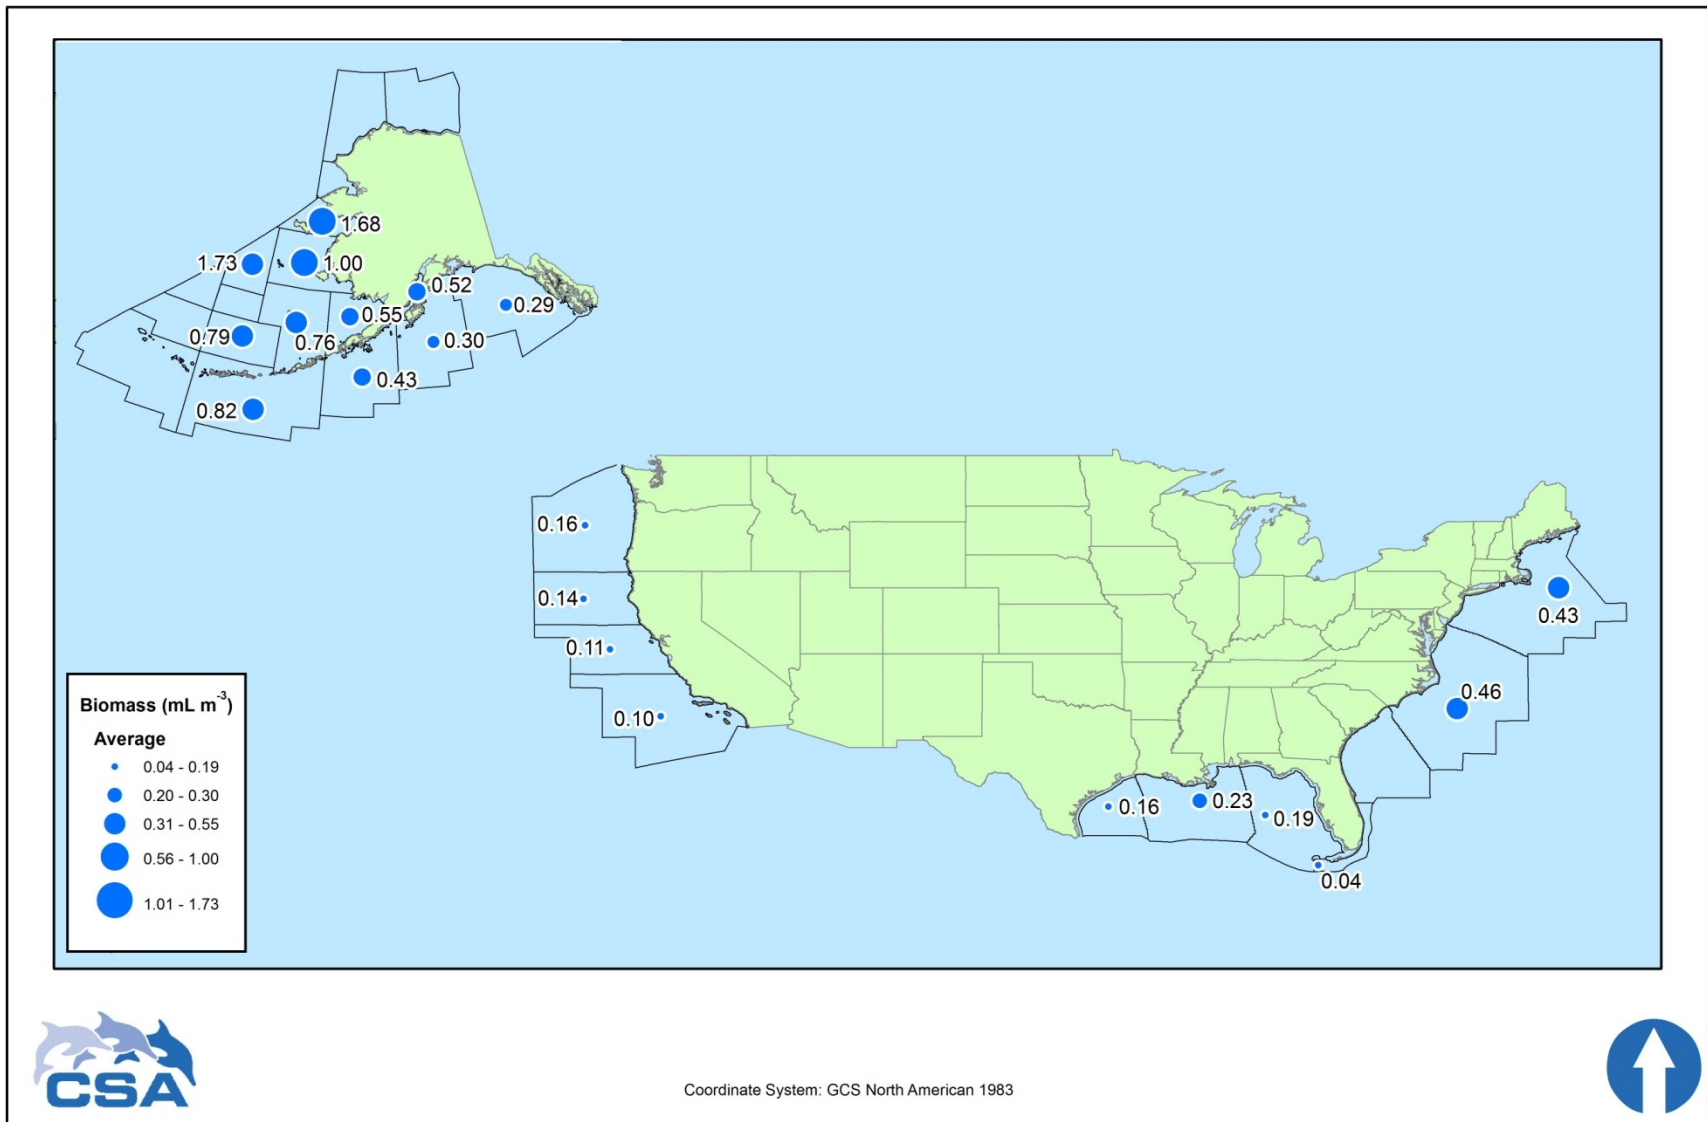 1.68
1.73
1.00
0.52
0.29
0.55
0.79
0.76
0.30
0.43
0.82
0.16
0.14
0.11
0.10
0.43
0.46
0.16
0.23
0.19
0.04
Biomass (mL m⁻³)
Average
0.04 - 0.19
0.20 - 0.30
0.31 - 0.55
0.56 - 1.00
1.01 - 1.73
CSA
Coordinate System: GCS North American 1983